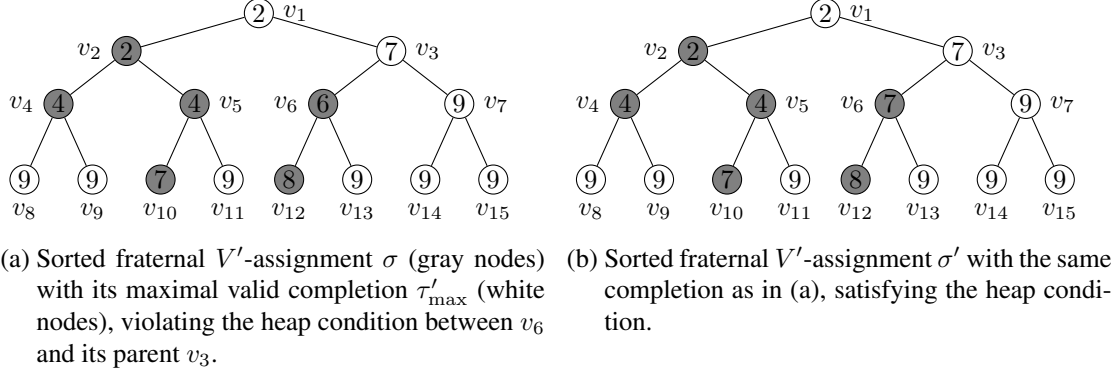 2 v₁ 2 v₁
v₂ 2 7 v₃ v₂ 2 7 v₃
v₄ 4 4 v₅ v₆ 6 9 v₇ v₄ 4 4 v₅ v₆ 7 9 v₇
9 9 7 9 8 9 9 9 9 9 7 9 8 9 9 9
v₈ v₉ v₁₀ v₁₁ v₁₂ v₁₃ v₁₄ v₁₅ v₈ v₉ v₁₀ v₁₁ v₁₂ v₁₃ v₁₄ v₁₅
(a) Sorted fraternal V′-assignment σ (gray nodes)
with its maximal valid completion τ′max (white
nodes), violating the heap condition between v₆
and its parent v₃.
(b) Sorted fraternal V′-assignment σ′ with the same
completion as in (a), satisfying the heap condi-
tion.